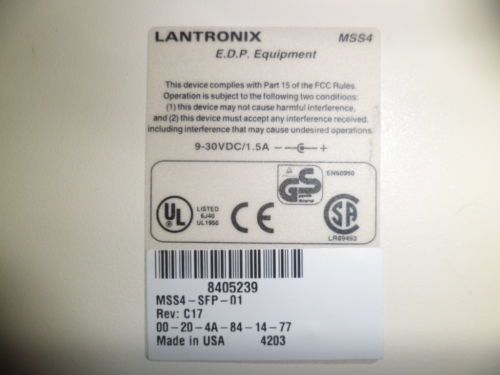 LANTRONIX MSS4
E.D.P. Equipment
This device complies with Part 15 of the FCC Rules.
Operation is subject to the following two conditions:
(1) this device may not cause harmful interference,
and (2) this device must accept any interference received,
including interference that may cause undesired operations.
9-30VDC/1.5A - +
EN60950
UL LISTED
6J40
UL1950
CE
GS
SA
LR89493
8405239
MSS4-SFP-01
Rev: C17
00-20-4A-84-14-77
Made in USA 4203